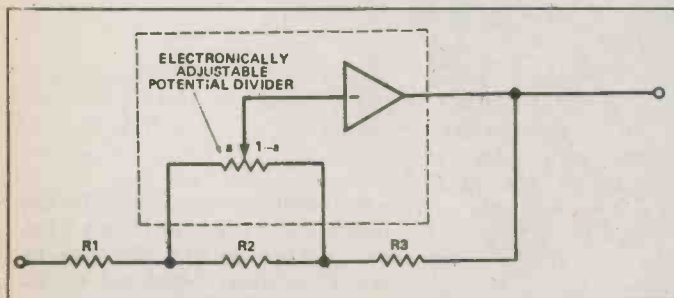 ELECTRONICALLY
ADJUSTABLE
POTENTIAL DIVIDER
a 1-a
-
R1 R2 R3